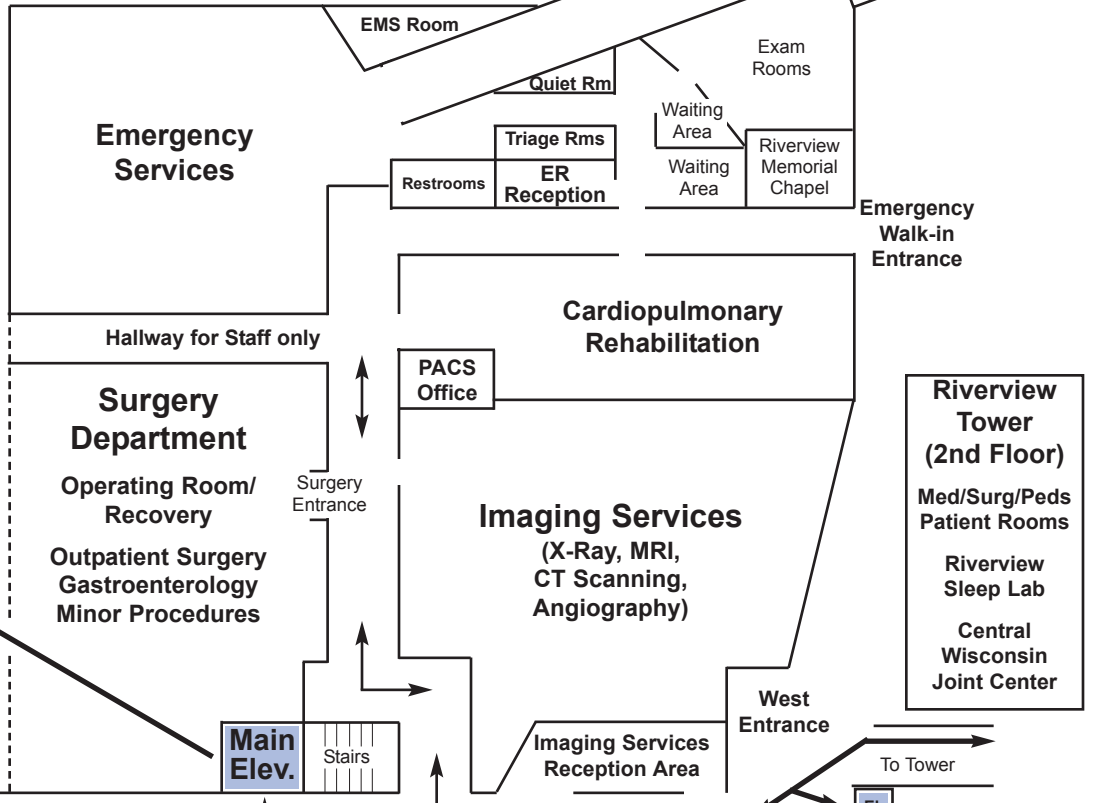 EMS Room
Exam
Rooms
Quiet Rm
Waiting
Area
Emergency
Services
Triage Rms
Restrooms
ER
Reception
Waiting
Area
Riverview
Memorial
Chapel
Emergency
Walk-in
Entrance
Cardiopulmonary
Rehabilitation
Hallway for Staff only
PACS
Office
Surgery
Department
Operating Room/
Recovery
Outpatient Surgery
Gastroenterology
Minor Procedures
Surgery
Entrance
Imaging Services
(X-Ray, MRI,
CT Scanning,
Angiography)
Riverview
Tower
(2nd Floor)
Med/Surg/Peds
Patient Rooms
Riverview
Sleep Lab
Central
Wisconsin
Joint Center
West
Entrance
Main
Elev.
Stairs
Imaging Services
Reception Area
To Tower